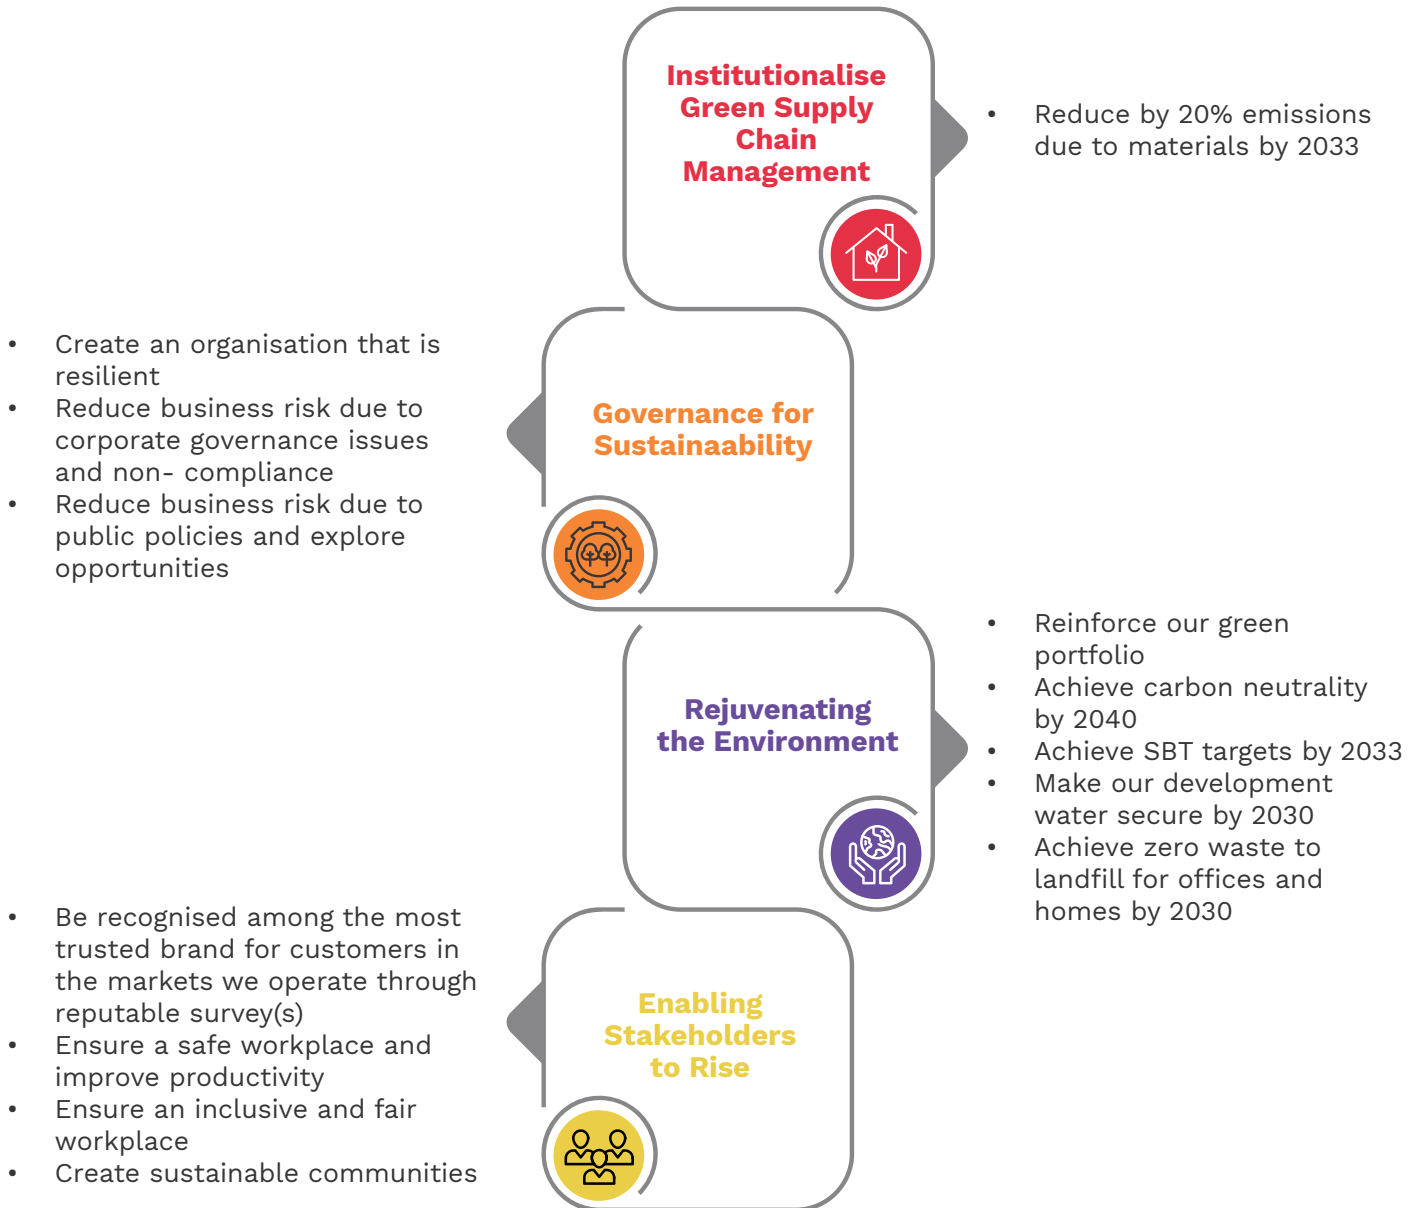 Institutionalise
Green Supply
Chain
Management
• Reduce by 20% emissions
due to materials by 2033
• Create an organisation that is
resilient
• Reduce business risk due to
corporate governance issues
and non- compliance
• Reduce business risk due to
public policies and explore
opportunities
Governance for
Sustainaability
Rejuvenating
the Environment
• Reinforce our green
portfolio
• Achieve carbon neutrality
by 2040
• Achieve SBT targets by 2033
• Make our development
water secure by 2030
• Achieve zero waste to
landfill for offices and
homes by 2030
• Be recognised among the most
trusted brand for customers in
the markets we operate through
reputable survey(s)
• Ensure a safe workplace and
improve productivity
• Ensure an inclusive and fair
workplace
• Create sustainable communities
Enabling
Stakeholders
to Rise